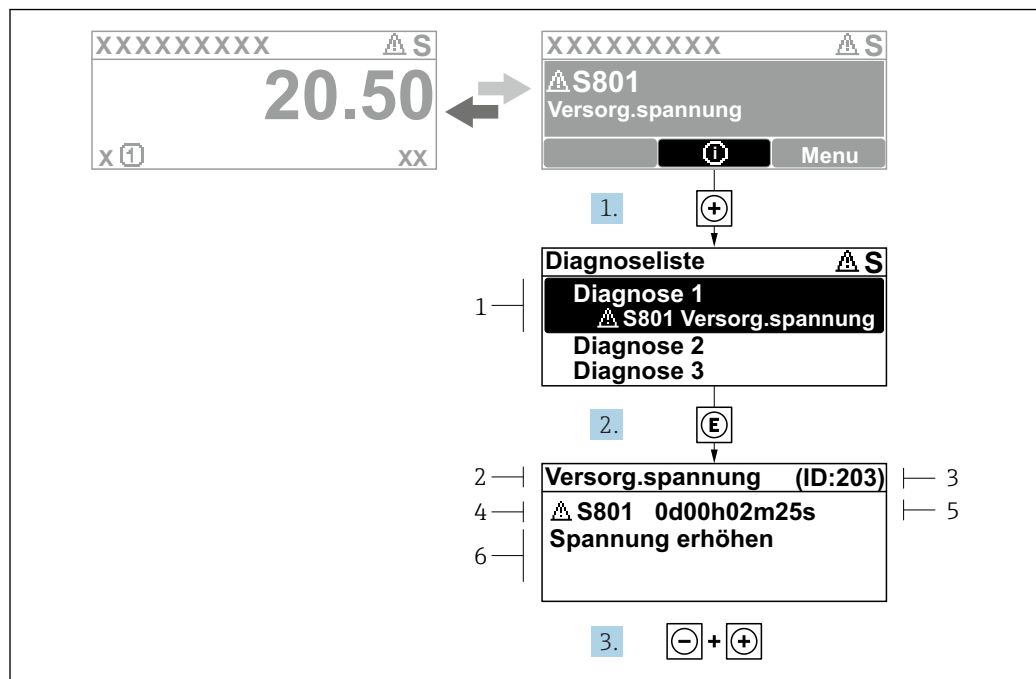 XXXXXXXXX ⚠ S
20.50
x ① xx
XXXXXXXXX ⚠ S
⚠ S801
Versorg.spannung
ⓘ Menu
1. +
Diagnoseliste ⚠ S
1
Diagnose 1
⚠ S801 Versorg.spannung
Diagnose 2
Diagnose 3
2. E
2 Versorg.spannung (ID:203) 3
4 ⚠ S801 0d00h02m25s 5
6 Spannung erhöhen
3. - + +